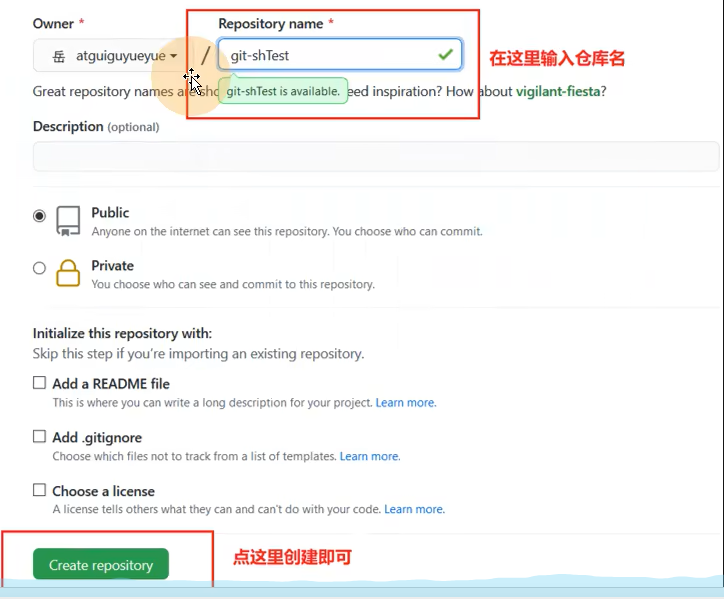 Owner * Repository name *
岳 atguiguyueyue / git-shTest 在这里输入仓库名
Great repository names are sho git-shTest is available. eed inspiration? How about vigilant-fiesta?
Description (optional)
Public
Anyone on the internet can see this repository. You choose who can commit.
Private
You choose who can see and commit to this repository.
Initialize this repository with:
Skip this step if you're importing an existing repository.
Add a README file
This is where you can write a long description for your project. Learn more.
Add .gitignore
Choose which files not to track from a list of templates. Learn more.
Choose a license
A license tells others what they can and can't do with your code. Learn more.
Create repository 点这里创建即可